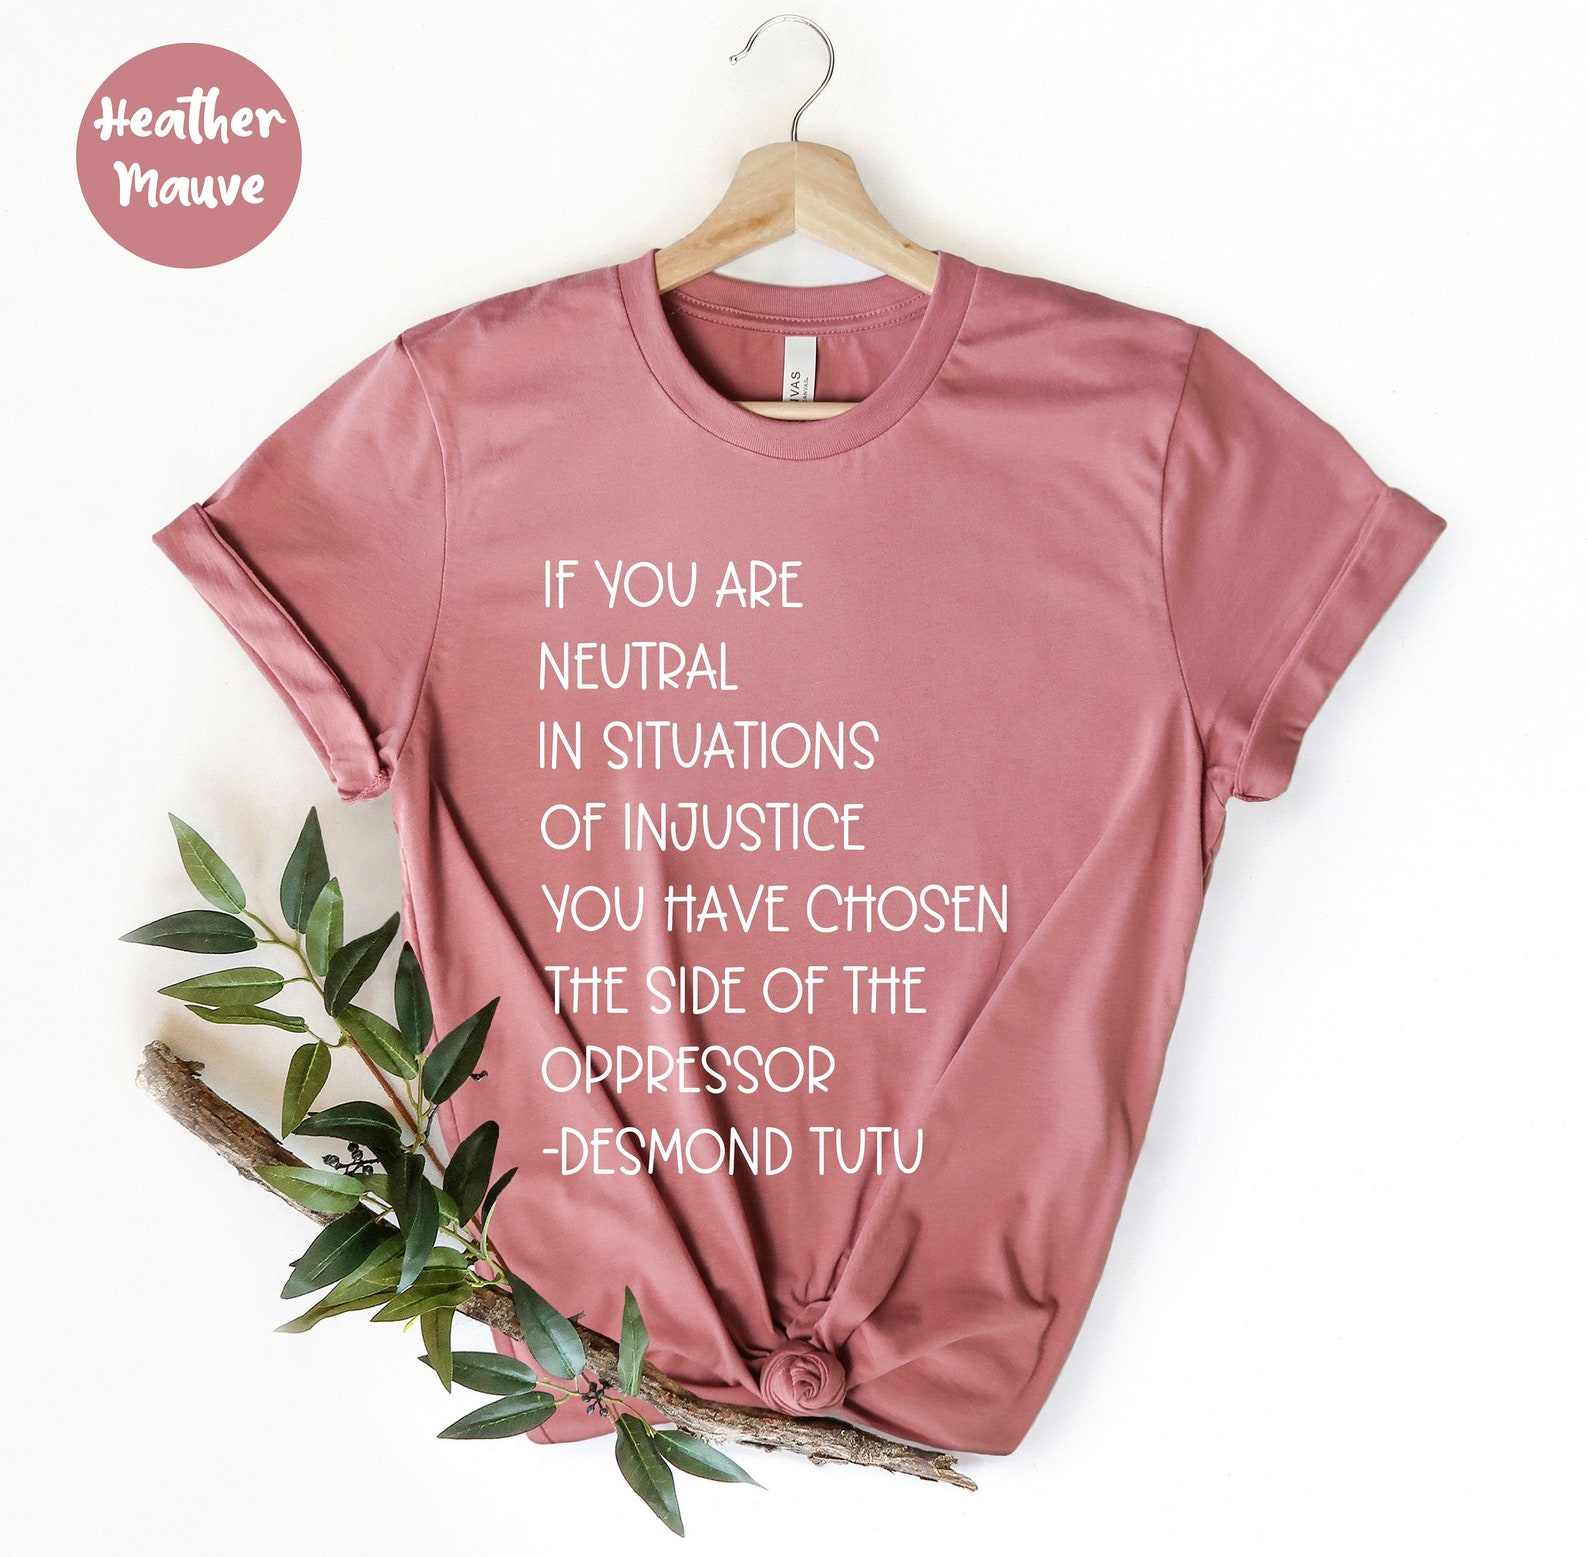 Heather
Mauve
IF YOU ARE
NEUTRAL
IN SITUATIONS
OF INJUSTICE
YOU HAVE CHOSEN
THE SIDE OF THE
OPPRESSOR
-DESMOND TUTU